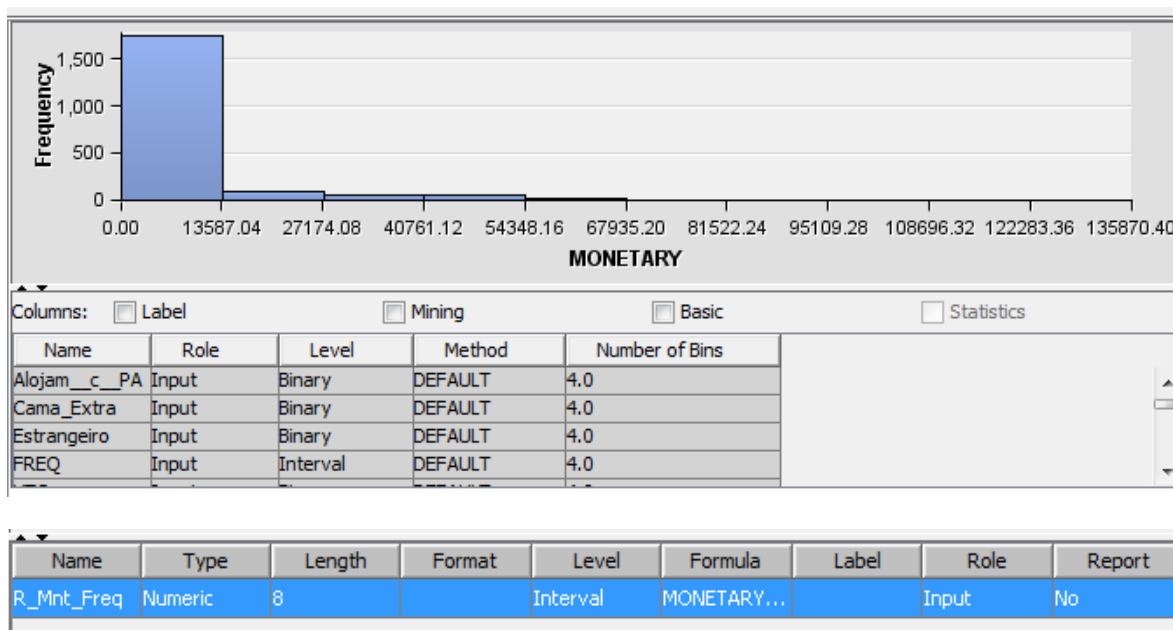 Frequency
1,500
1,000
500
0
0.00 13587.04 27174.08 40761.12 54348.16 67935.20 81522.24 95109.28 108696.32 122283.36 135870.40
MONETARY
Columns: Label Mining Basic Statistics
Name Role Level Method Number of Bins
Alojam__c__PA Input Binary DEFAULT 4.0
Cama_Extra Input Binary DEFAULT 4.0
Estrangeiro Input Binary DEFAULT 4.0
FREQ Input Interval DEFAULT 4.0
Name Type Length Format Level Formula Label Role Report
R_Mnt_Freq Numeric 8 Interval MONETARY... Input No